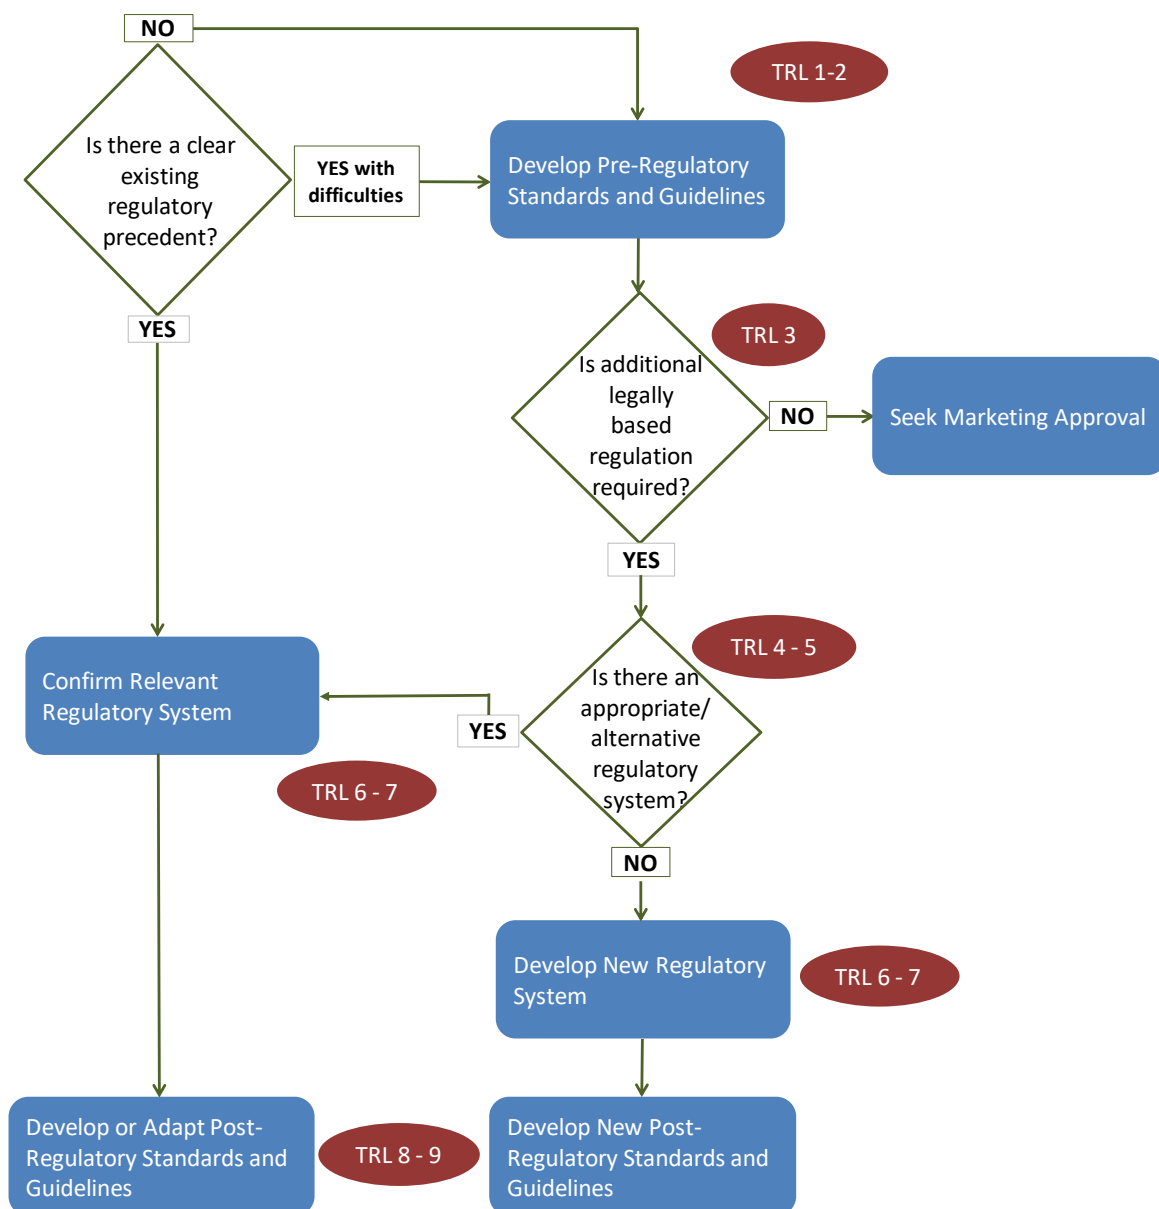 NO
TRL 1-2
Is there a clear
existing
regulatory
precedent?
YES with
difficulties
Develop Pre-Regulatory
Standards and Guidelines
YES
TRL 3
Is additional
legally
based
regulation
required?
NO
Seek Marketing Approval
YES
TRL 4 - 5
Confirm Relevant
Regulatory System
Is there an
appropriate/
alternative
regulatory
system?
YES
TRL 6 - 7
NO
Develop New Regulatory
System
TRL 6 - 7
Develop or Adapt Post-
Regulatory Standards and
Guidelines
TRL 8 - 9
Develop New Post-
Regulatory Standards and
Guidelines